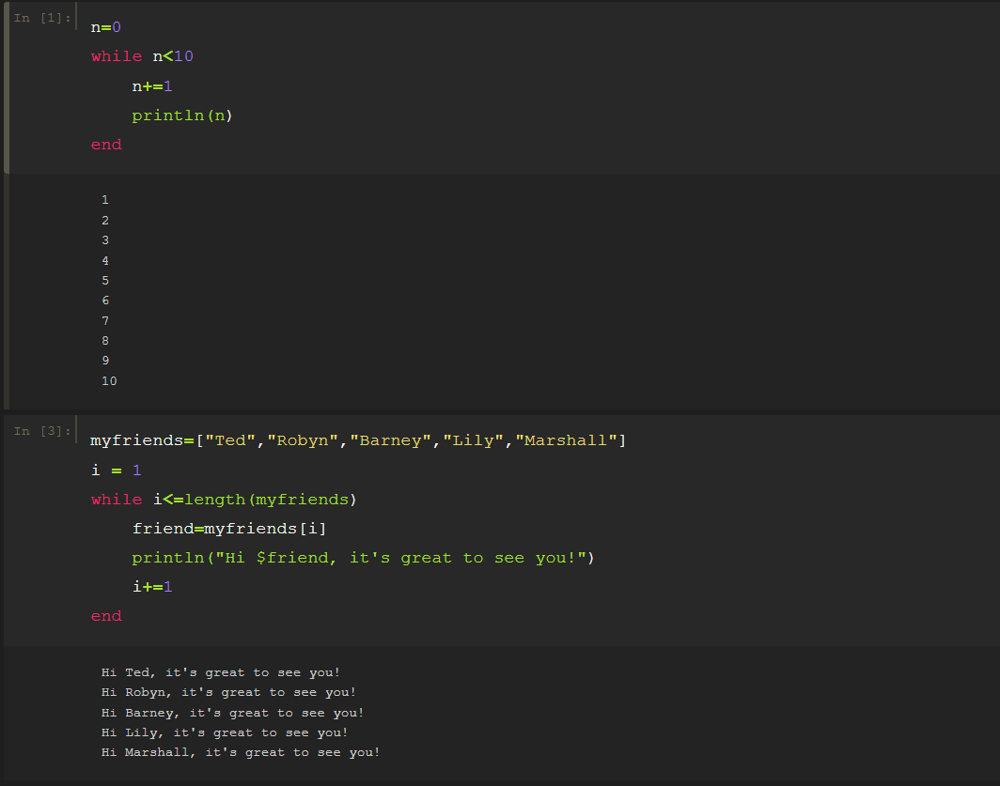 In [1]:
n=0
while n<10
    n+=1
    println(n)
end
1
2
3
4
5
6
7
8
9
10
In [3]:
myfriends=["Ted","Robyn","Barney","Lily","Marshall"]
i = 1
while i<=length(myfriends)
    friend=myfriends[i]
    println("Hi $friend, it's great to see you!")
    i+=1
end
Hi Ted, it's great to see you!
Hi Robyn, it's great to see you!
Hi Barney, it's great to see you!
Hi Lily, it's great to see you!
Hi Marshall, it's great to see you!